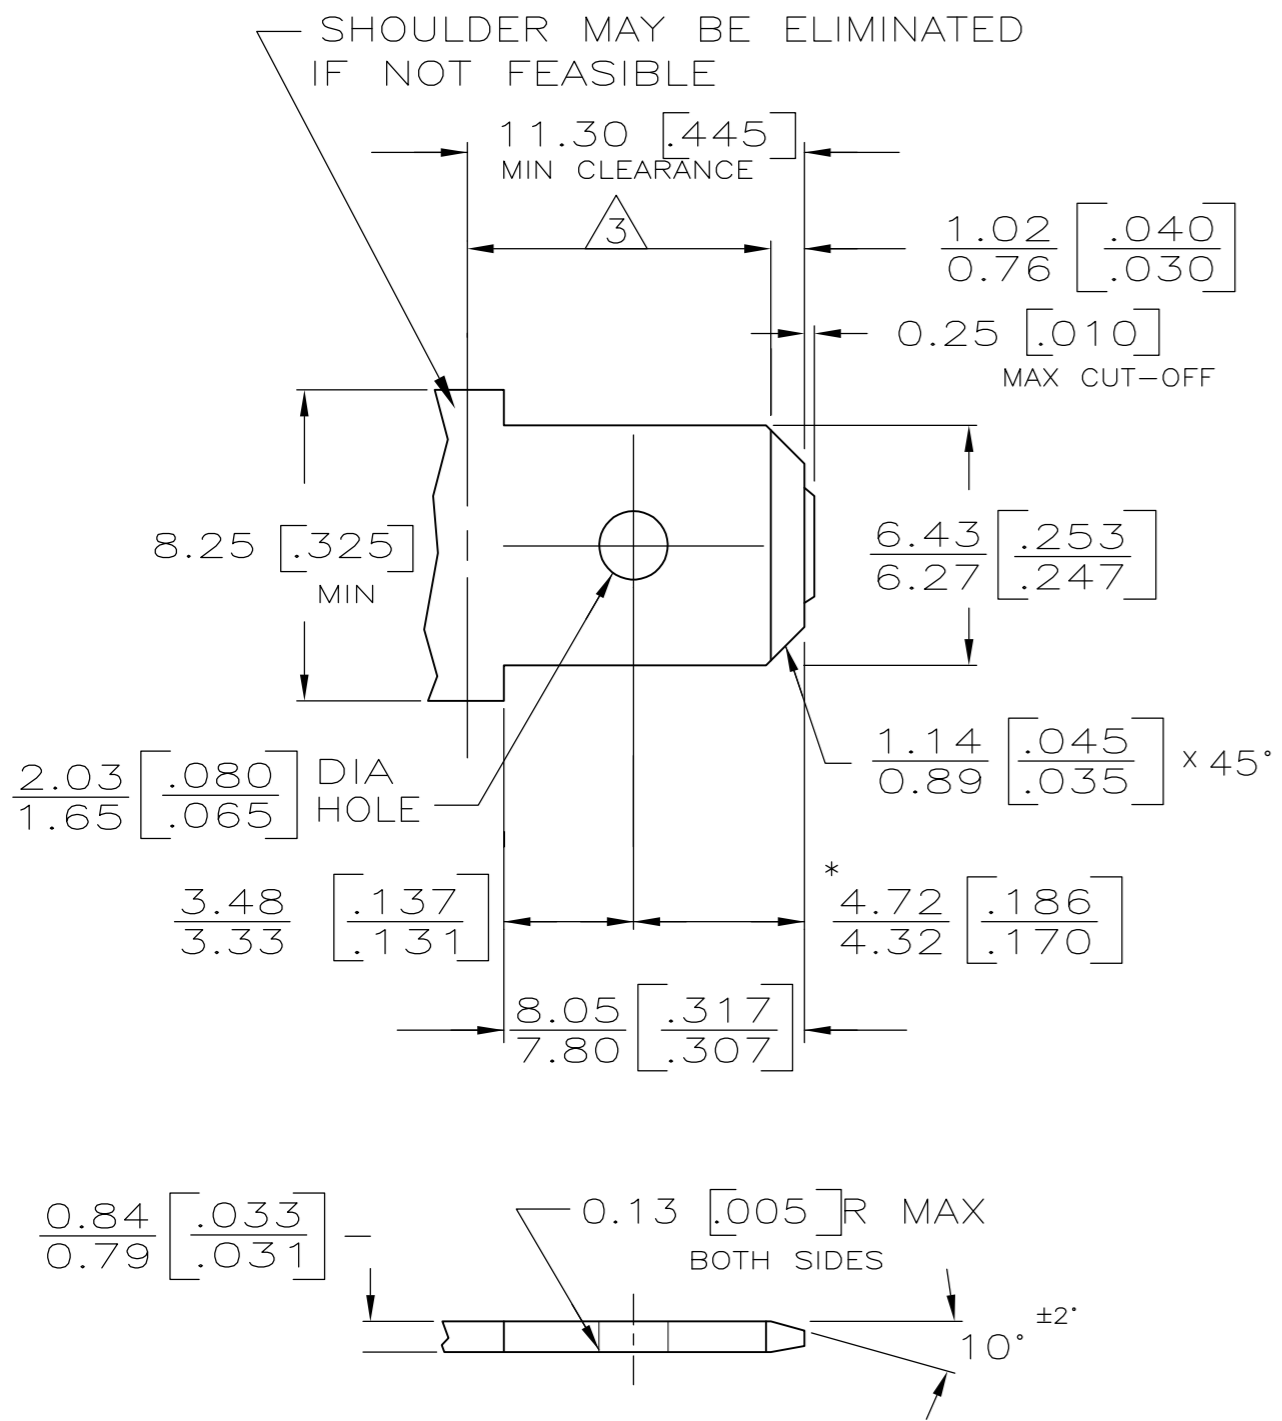 SHOULDER MAY BE ELIMINATED
IF NOT FEASIBLE
11.30 [.445]
MIN CLEARANCE
3
1.02 [.040
0.76 .030]
0.25 [.010]
MAX CUT-OFF
8.25 [.325]
MIN
6.43 [.253
6.27 .247]
2.03 [.080
1.65 .065]
DIA
HOLE
1.14 [.045
0.89 .035] x 45°
3.48 [.137
3.33 .131]
*
4.72 [.186
4.32 .170]
8.05 [.317
7.80 .307]
0.84 [.033
0.79 .031]
0.13 [.005] R MAX
BOTH SIDES
10° ±2°